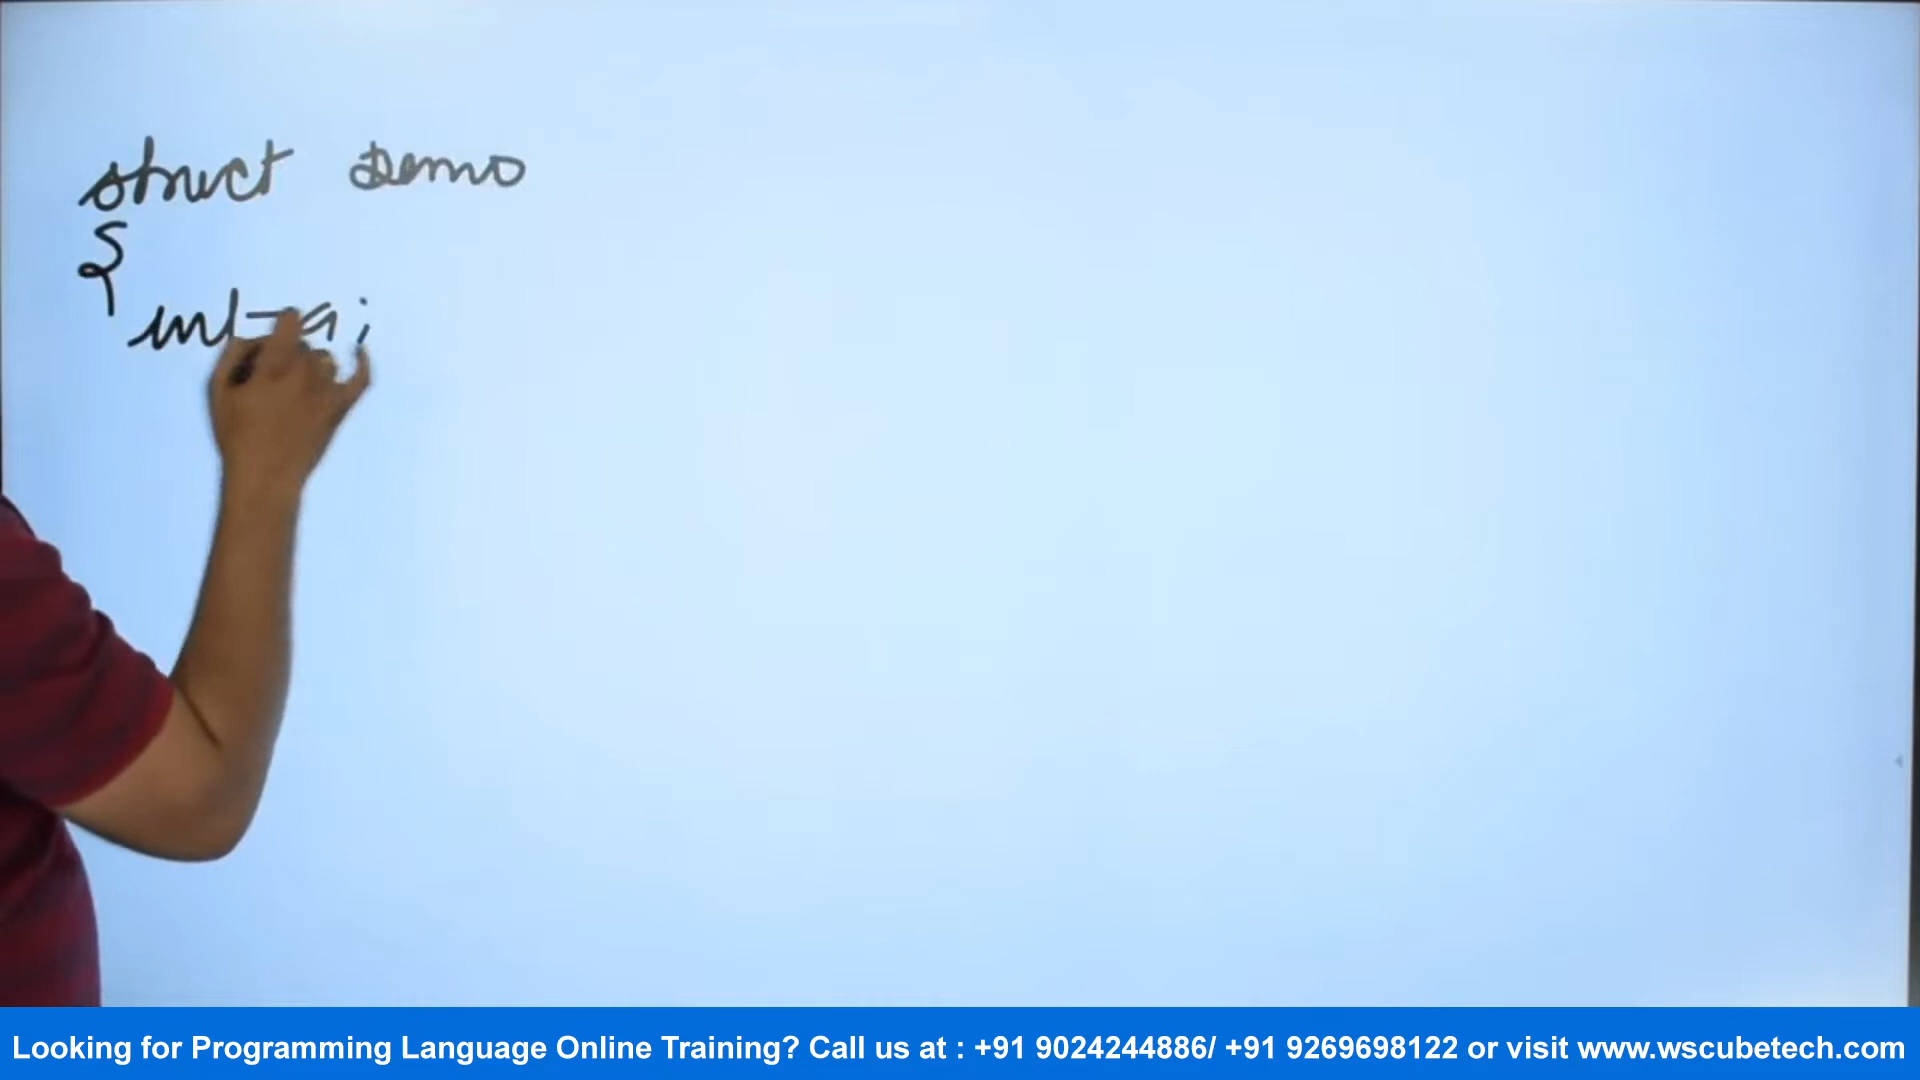 struct Demo
{
int a;
Looking for Programming Language Online Training? Call us at : +91 9024244886/ +91 9269698122 or visit www.wscubetech.com